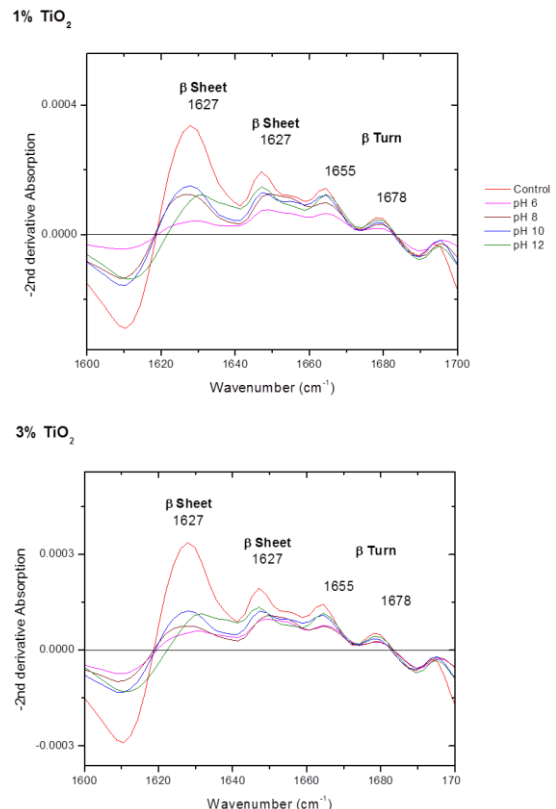 1% TiO₂
β Sheet
1627
β Sheet
1627
β Turn
1655
1678
0.0004
0.0000
-2nd derivative Absorption
1600 1620 1640 1660 1680 1700
Wavenumber (cm⁻¹)
Control
pH 6
pH 8
pH 10
pH 12
3% TiO₂
β Sheet
1627
β Sheet
1627
β Turn
1655
1678
0.0003
0.0000
-0.0003
-2nd derivative Absorption
1600 1620 1640 1660 1680 170
Wavenumber (cm⁻¹)